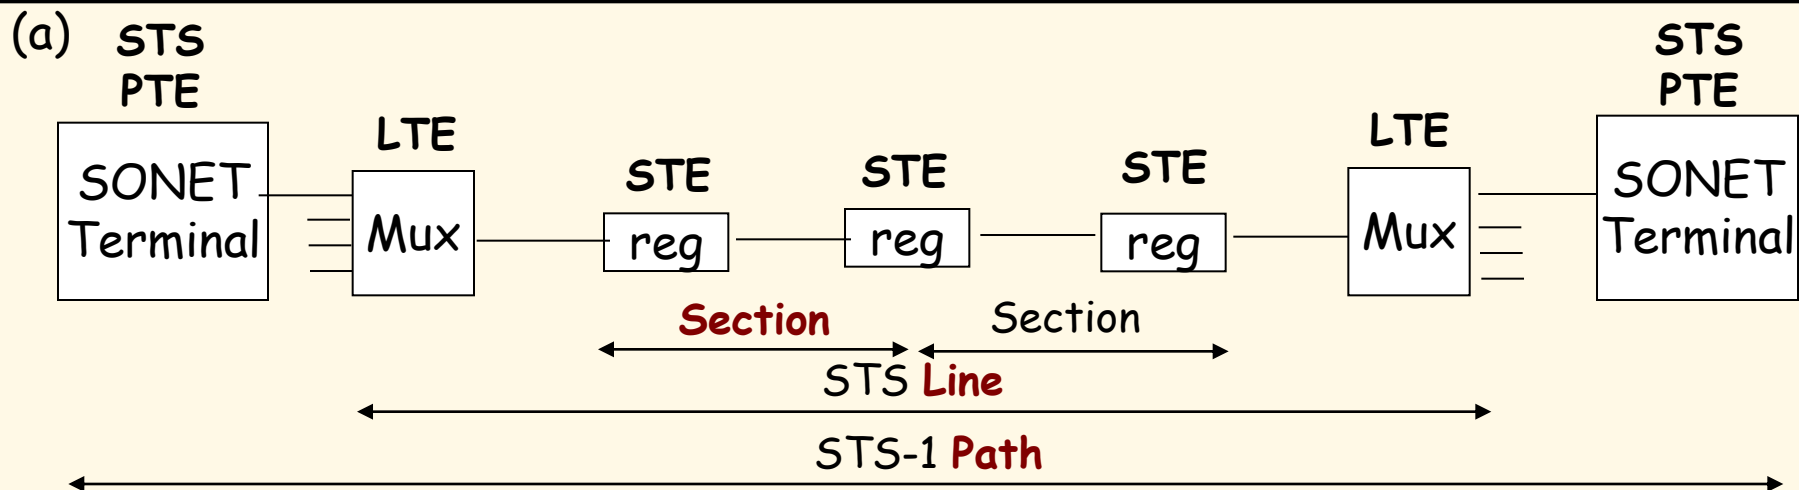 (a)
STS
PTE
SONET
Terminal
LTE
Mux
STE
reg
STE
reg
STE
reg
LTE
Mux
STS
PTE
SONET
Terminal
Section
Section
STS Line
STS-1 Path